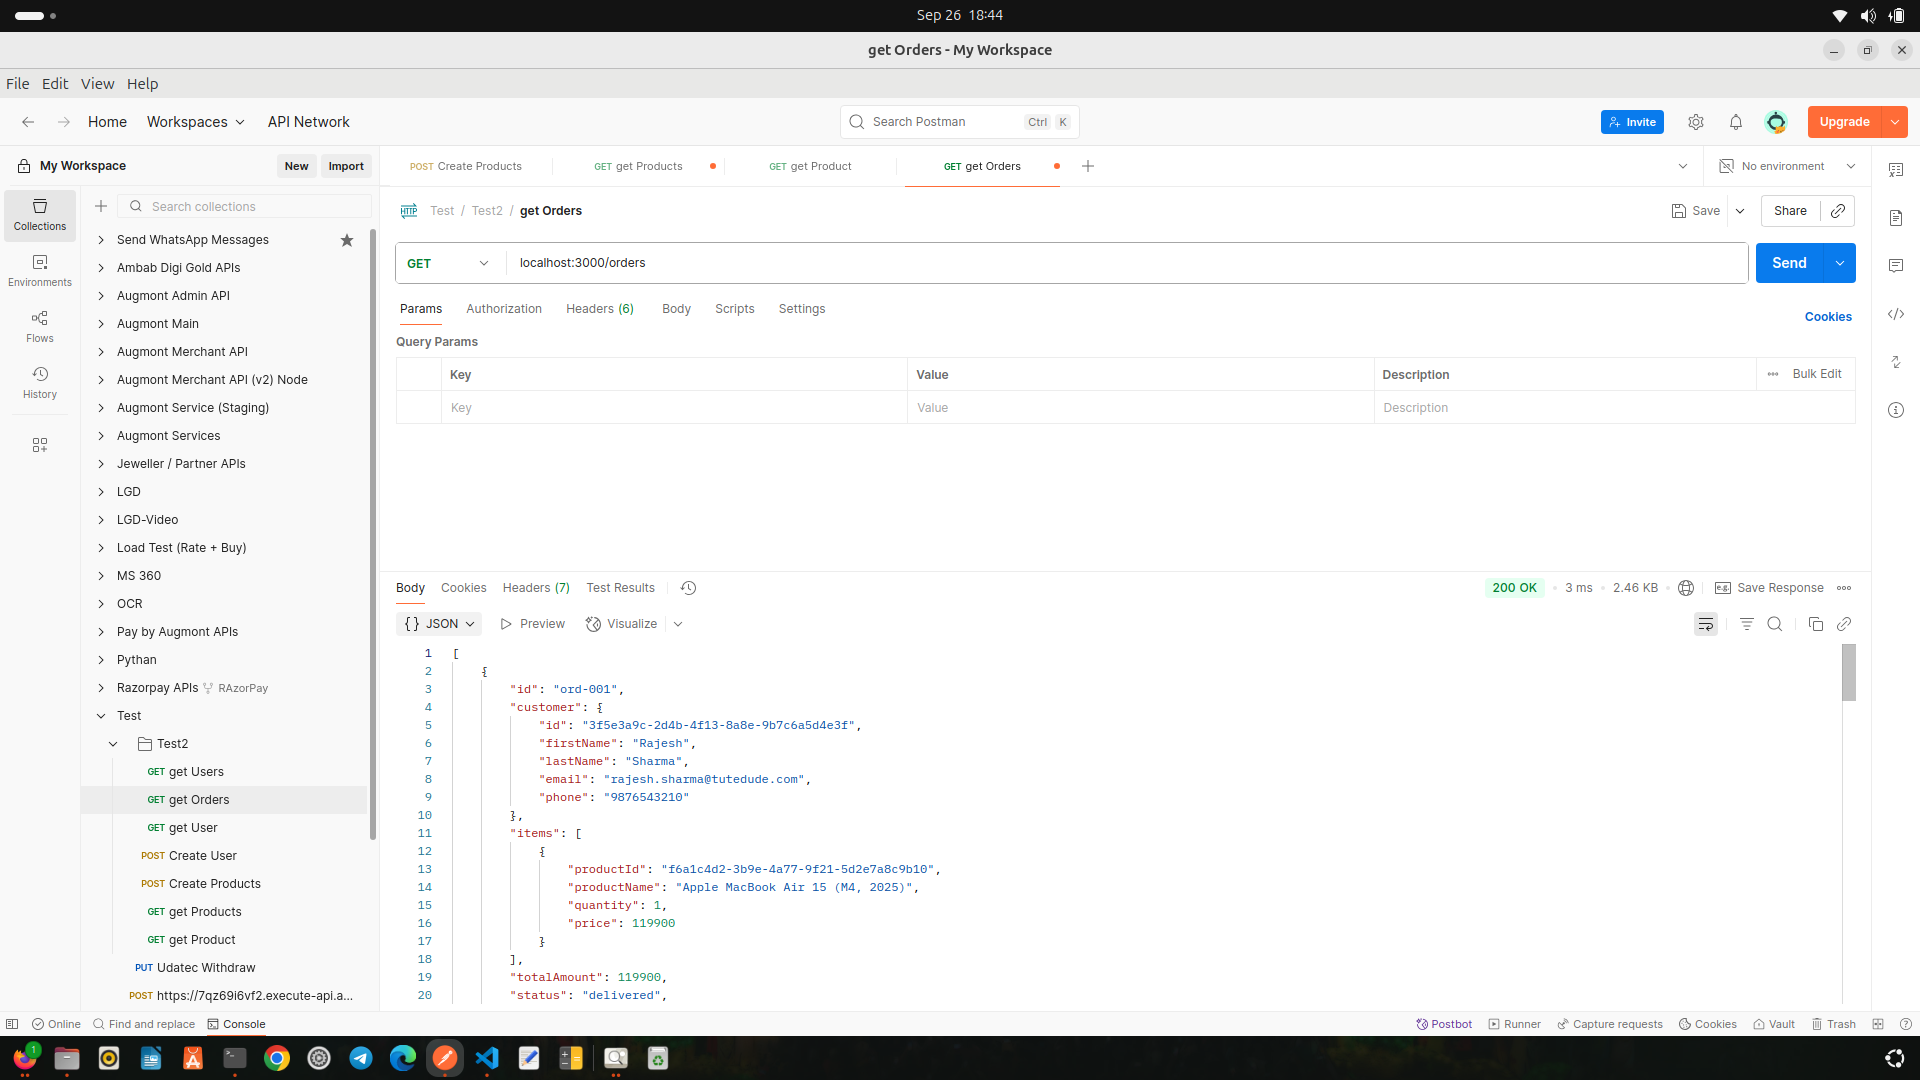 Sep 26 18:44
get Orders - My Workspace
File Edit View Help
Home Workspaces API Network
Search Postman Ctrl K
Invite
Upgrade
My Workspace New Import
POST Create Products
GET get Products
GET get Product
GET get Orders
No environment
Collections
Environments
Flows
History
Search collections
Send WhatsApp Messages
Ambab Digi Gold APIs
Augmont Admin API
Augmont Main
Augmont Merchant API
Augmont Merchant API (v2) Node
Augmont Service (Staging)
Augmont Services
Jeweller / Partner APIs
LGD
LGD-Video
Load Test (Rate + Buy)
MS 360
OCR
Pay by Augmont APIs
Pythan
Razorpay APIs RAzorPay
Test
Test2
GET get Users
GET get Orders
GET get User
POST Create User
POST Create Products
GET get Products
GET get Product
PUT Udatec Withdraw
POST https://7qz69i6vf2.execute-api.a...
HTTP Test / Test2 / get Orders
Save Share
GET localhost:3000/orders Send
Params Authorization Headers (6) Body Scripts Settings
Cookies
Query Params
Key Value Description Bulk Edit
Key Value Description
Body Cookies Headers (7) Test Results
200 OK • 3 ms • 2.46 KB e.g. Save Response
{} JSON Preview Visualize
1 [
2 {
3 "id": "ord-001",
4 "customer": {
5 "id": "3f5e3a9c-2d4b-4f13-8a8e-9b7c6a5d4e3f",
6 "firstName": "Rajesh",
7 "lastName": "Sharma",
8 "email": "rajesh.sharma@tutedude.com",
9 "phone": "9876543210"
10 },
11 "items": [
12 {
13 "productId": "f6a1c4d2-3b9e-4a77-9f21-5d2e7a8c9b10",
14 "productName": "Apple MacBook Air 15 (M4, 2025)",
15 "quantity": 1,
16 "price": 119900
17 }
18 ],
19 "totalAmount": 119900,
20 "status": "delivered",
Online Find and replace Console
Postbot Runner Capture requests Cookies Vault Trash
1